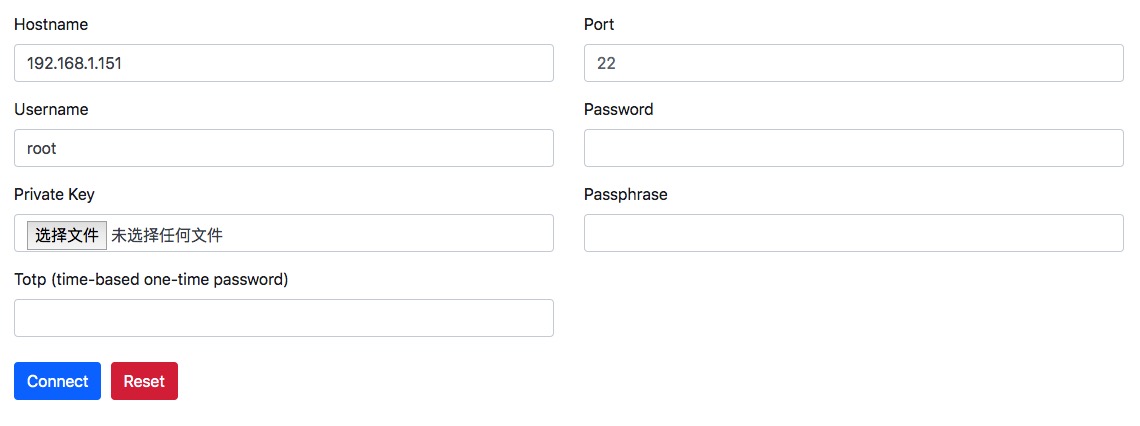 Hostname
Port
192.168.1.151
22
Username
Password
root
Private Key
Passphrase
选择文件 未选择任何文件
Totp (time-based one-time password)
Connect
Reset